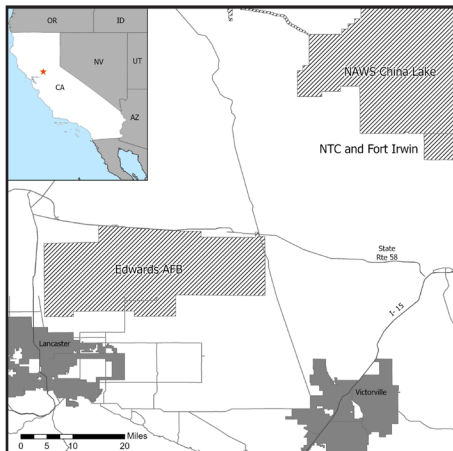 OR
ID
NV
UT
CA
AZ
NAWS China Lake
NTC and Fort Irwin
State
Rte 58
Edwards AFB
I- 15
Lancaster
Victorville
Miles
0 5 10 20